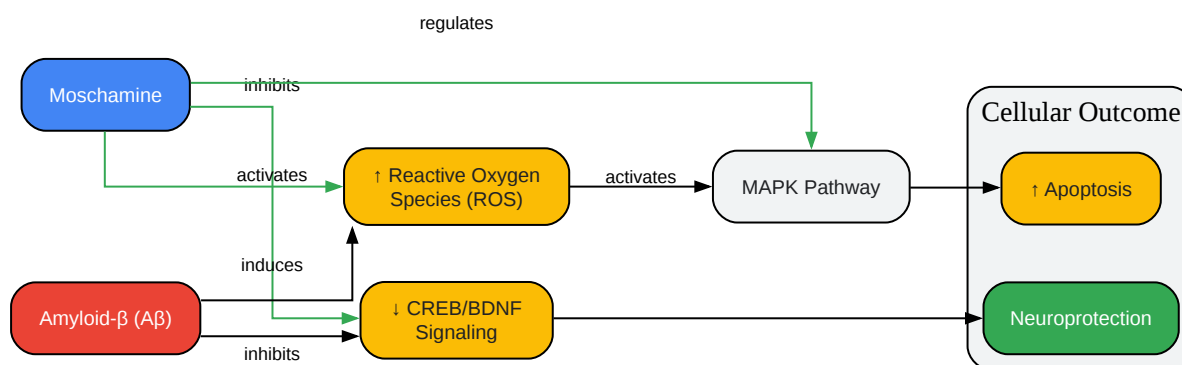 regulates
inhibits
Moschamine
Cellular Outcome
activates
↑ Reactive Oxygen
Species (ROS)
activates
MAPK Pathway
↑ Apoptosis
induces
Amyloid-β (Aβ)
↓ CREB/BDNF
Signaling
Neuroprotection
inhibits